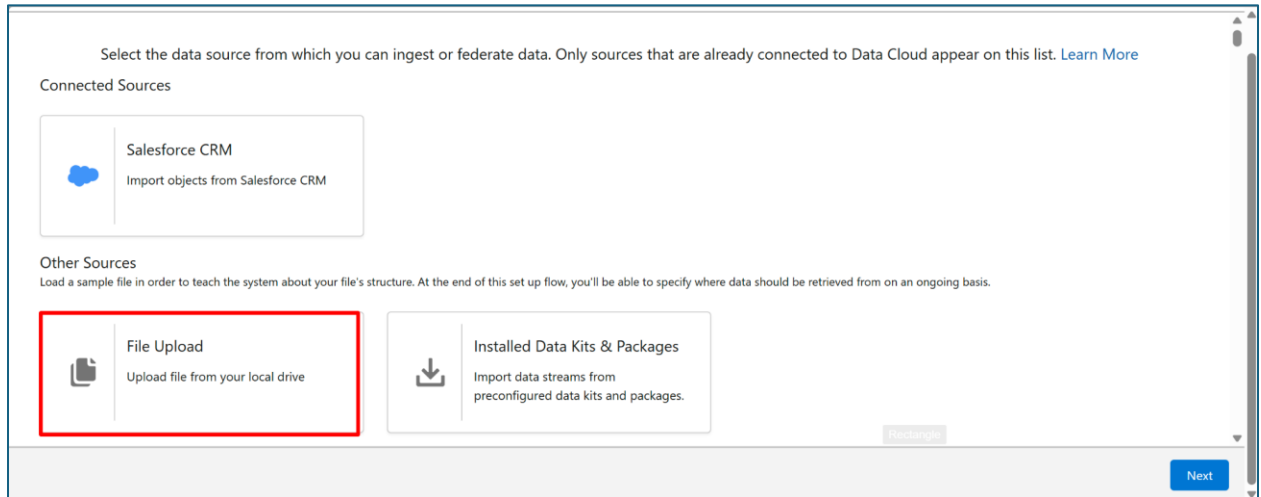 Select the data source from which you can ingest or federate data. Only sources that are already connected to Data Cloud appear on this list. Learn More
Connected Sources
Salesforce CRM
Import objects from Salesforce CRM
Other Sources
Load a sample file in order to teach the system about your file's structure. At the end of this set up flow, you'll be able to specify where data should be retrieved from on an ongoing basis.
File Upload
Upload file from your local drive
Installed Data Kits & Packages
Import data streams from
preconfigured data kits and packages.
Rectangle
Next